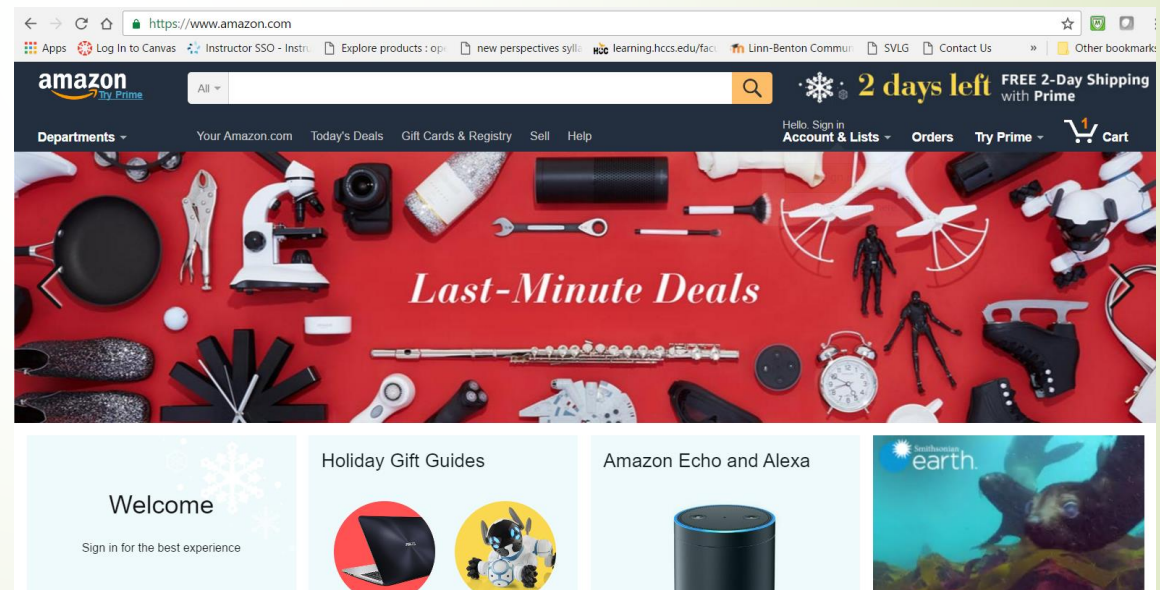 https://www.amazon.com
Apps Log In to Canvas Instructor SSO - Instru Explore products : ope new perspectives sylla HCC learning.hccs.edu/facu Linn-Benton Commun SVLG Contact Us » Other bookmarks
amazon Try Prime All 2 days left FREE 2-Day Shipping
with Prime
Departments Your Amazon.com Today's Deals Gift Cards & Registry Sell Help Hello. Sign in
Account & Lists Orders Try Prime 1 Cart
Last-Minute Deals
Welcome
Sign in for the best experience
Holiday Gift Guides
Amazon Echo and Alexa
Smithsonian
earth